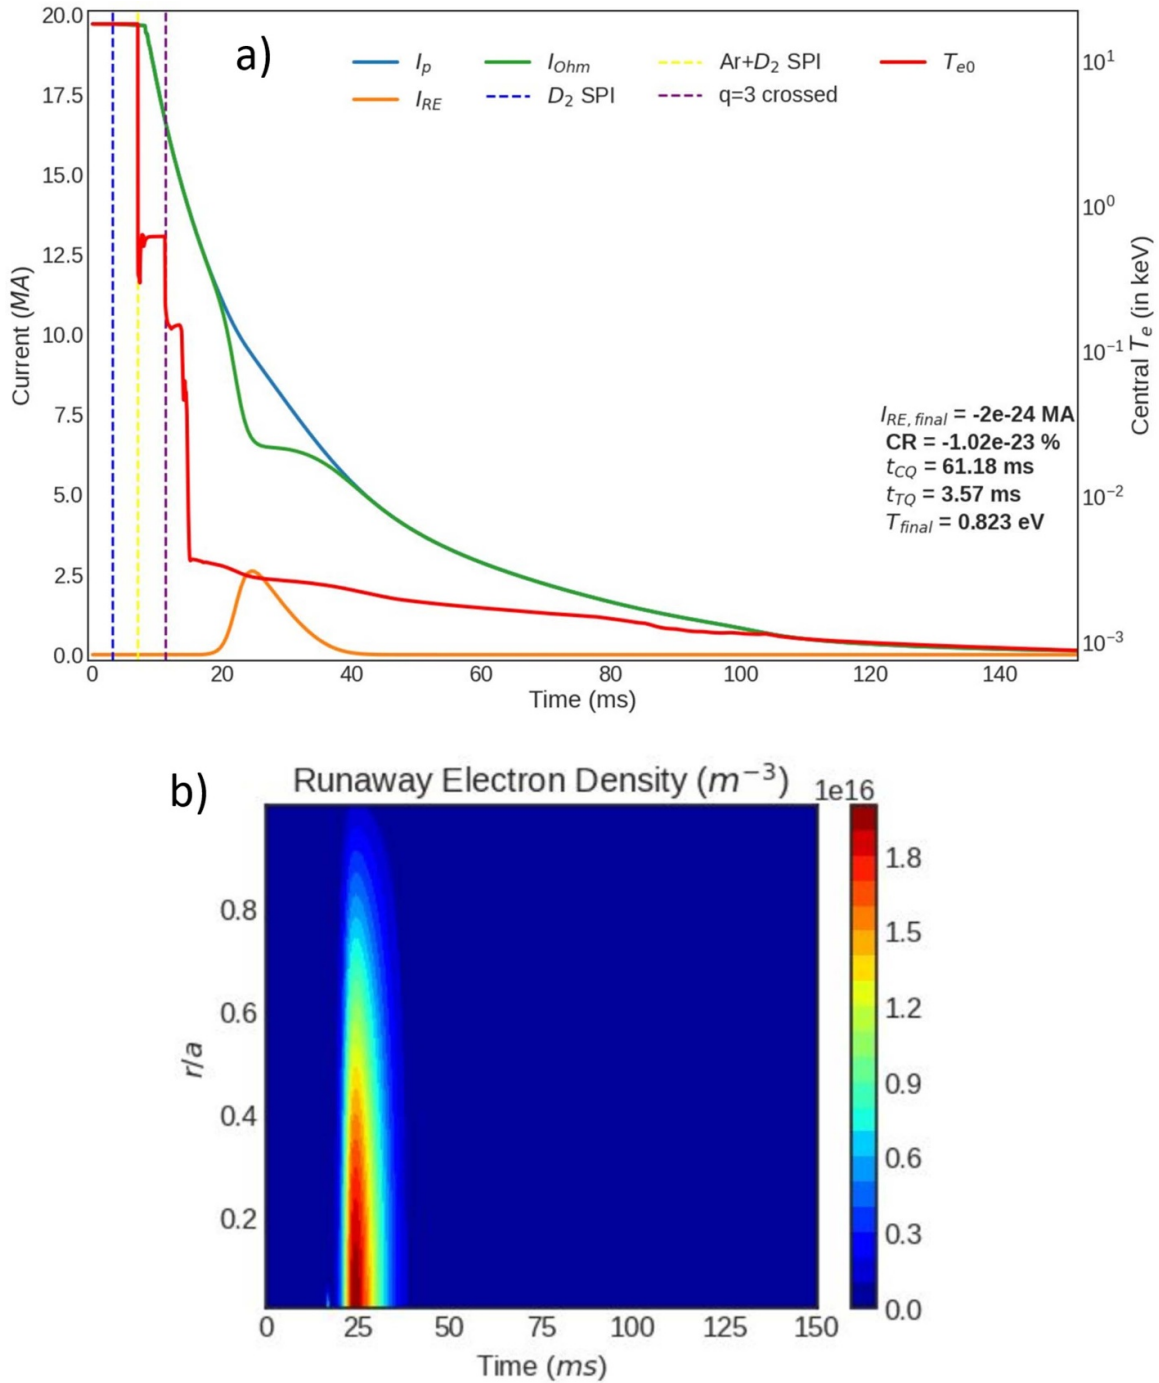 a)
I_p
I_Ohm
Ar+D_2 SPI
T_e0
I_RE
D_2 SPI
q=3 crossed
20.0
17.5
15.0
12.5
10.0
7.5
5.0
2.5
0.0
Current (MA)
10^1
10^0
10^−1
10^−2
10^−3
Central T_e (in keV)
I_RE, final = -2e-24 MA
CR = -1.02e-23 %
t_CQ = 61.18 ms
t_TQ = 3.57 ms
T_final = 0.823 eV
0 20 40 60 80 100 120 140
Time (ms)
b)
Runaway Electron Density (m^−3)
1e16
0.8
0.6
0.4
0.2
r/a
1.8
1.5
1.2
0.9
0.6
0.3
0.0
0 25 50 75 100 125 150
Time (ms)